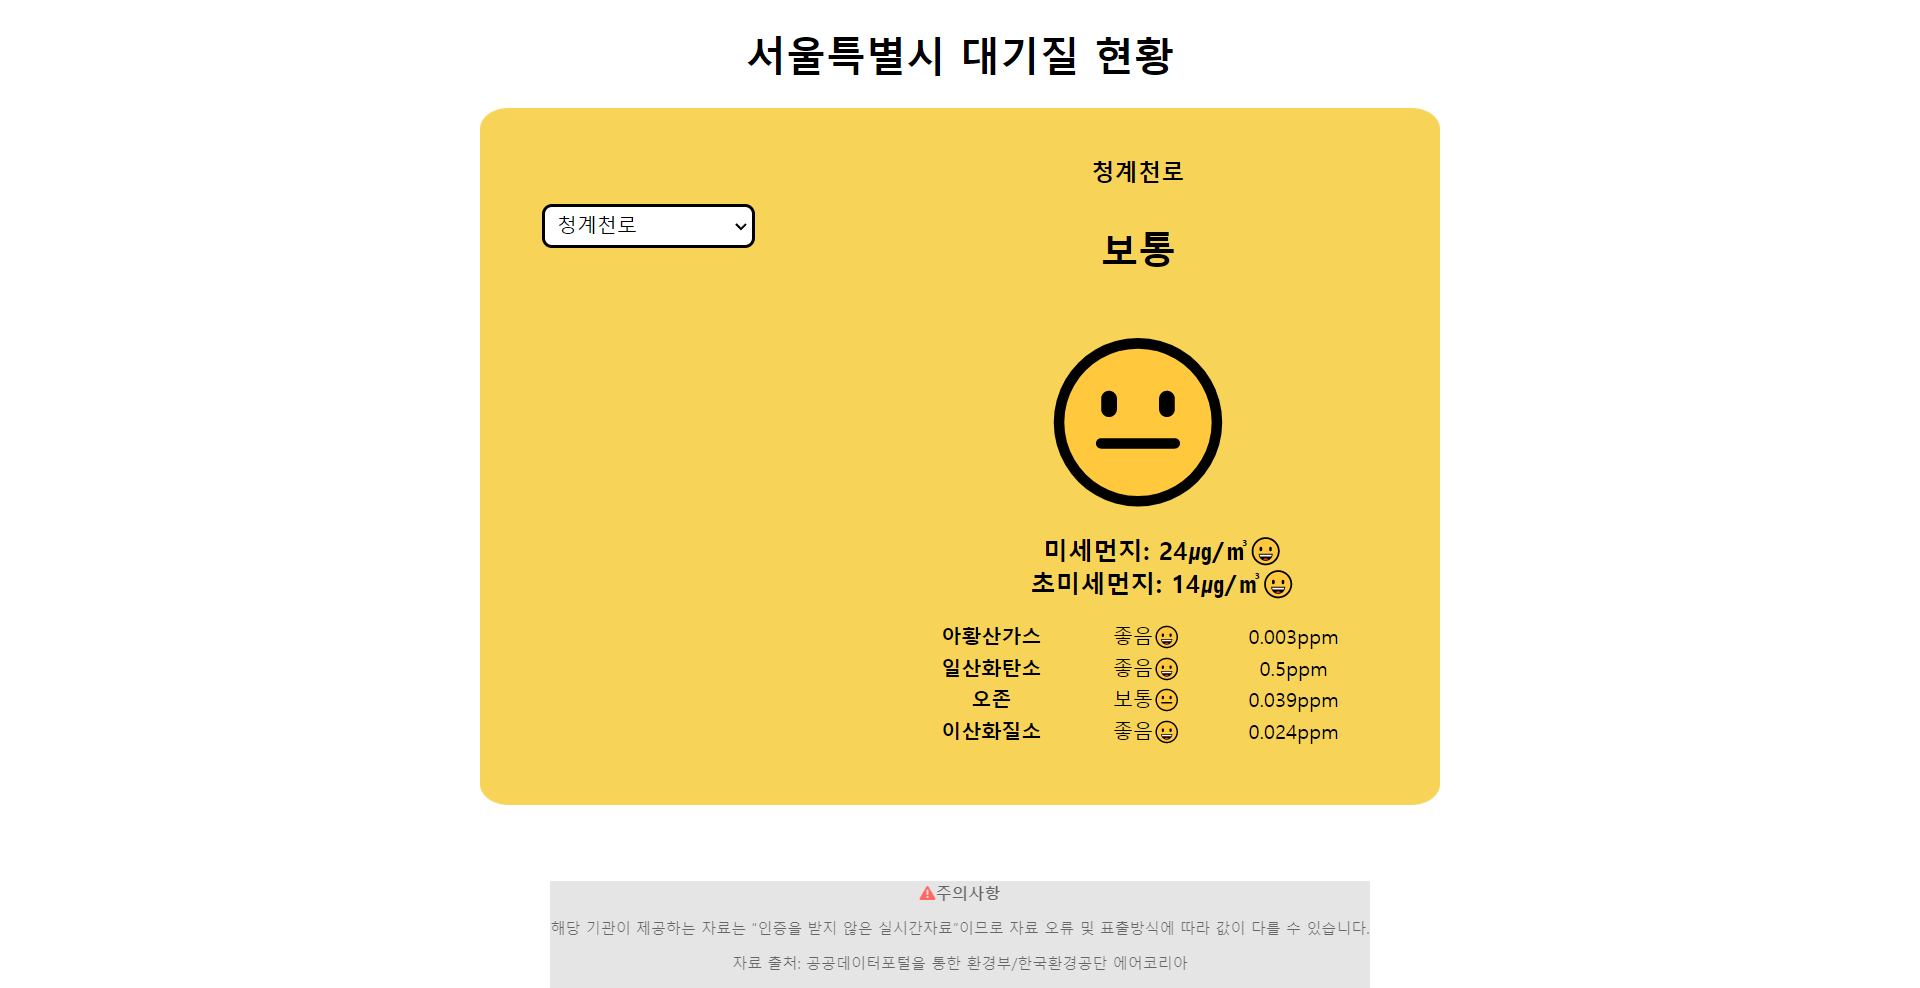 서울특별시 대기질 현황
청계천로
청계천로
보통
미세먼지: 24㎍/㎥
초미세먼지: 14㎍/㎥
아황산가스 좋음 0.003ppm
일산화탄소 좋음 0.5ppm
오존 보통 0.039ppm
이산화질소 좋음 0.024ppm
주의사항
해당 기관이 제공하는 자료는 "인증을 받지 않은 실시간자료"이므로 자료 오류 및 표출방식에 따라 값이 다를 수 있습니다.
자료 출처: 공공데이터포털을 통한 환경부/한국환경공단 에어코리아